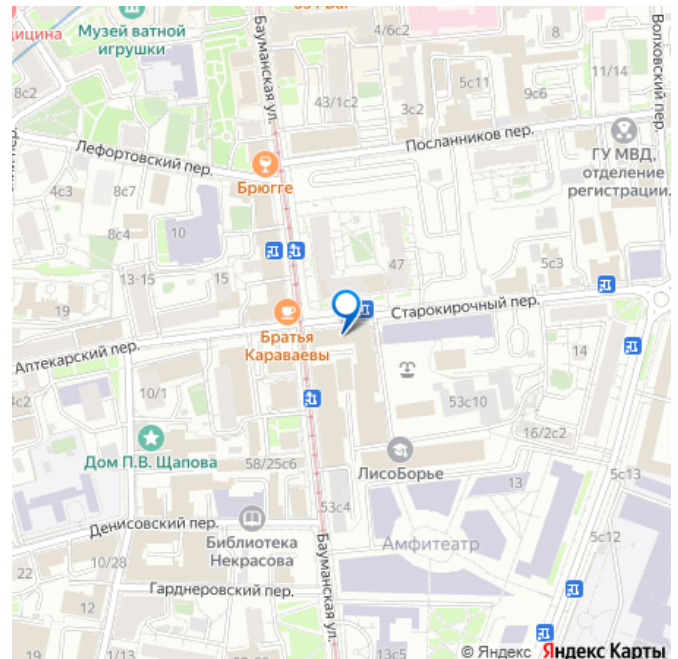 Музей ватной
игрушки
Бауманская ул.
4/6с2
8
5с11
11/14
Волховский пер.
8с2
43/1с2
3с2
9с6
Посланников пер.
Лефортовский пер.
Брюгге
ГУ МВД,
отделение
регистрации.
4с3
8с7
10
8с4
47
5с3
13-15
15
19
Старокирочный пер.
Братья
Караваевы
Аптекарский пер.
14
10/1
53с10
16/2с2
Дом П.В. Щапова
58/25с6
ЛисоБорье
5с13
13
53с4
Денисовский пер.
Библиотека
Некрасова
Амфитеатр
5с12
10/28
22
Бауманская ул.
Гарднеровский пер.
12
19
13с5
© Яндекс Яндекс Карты